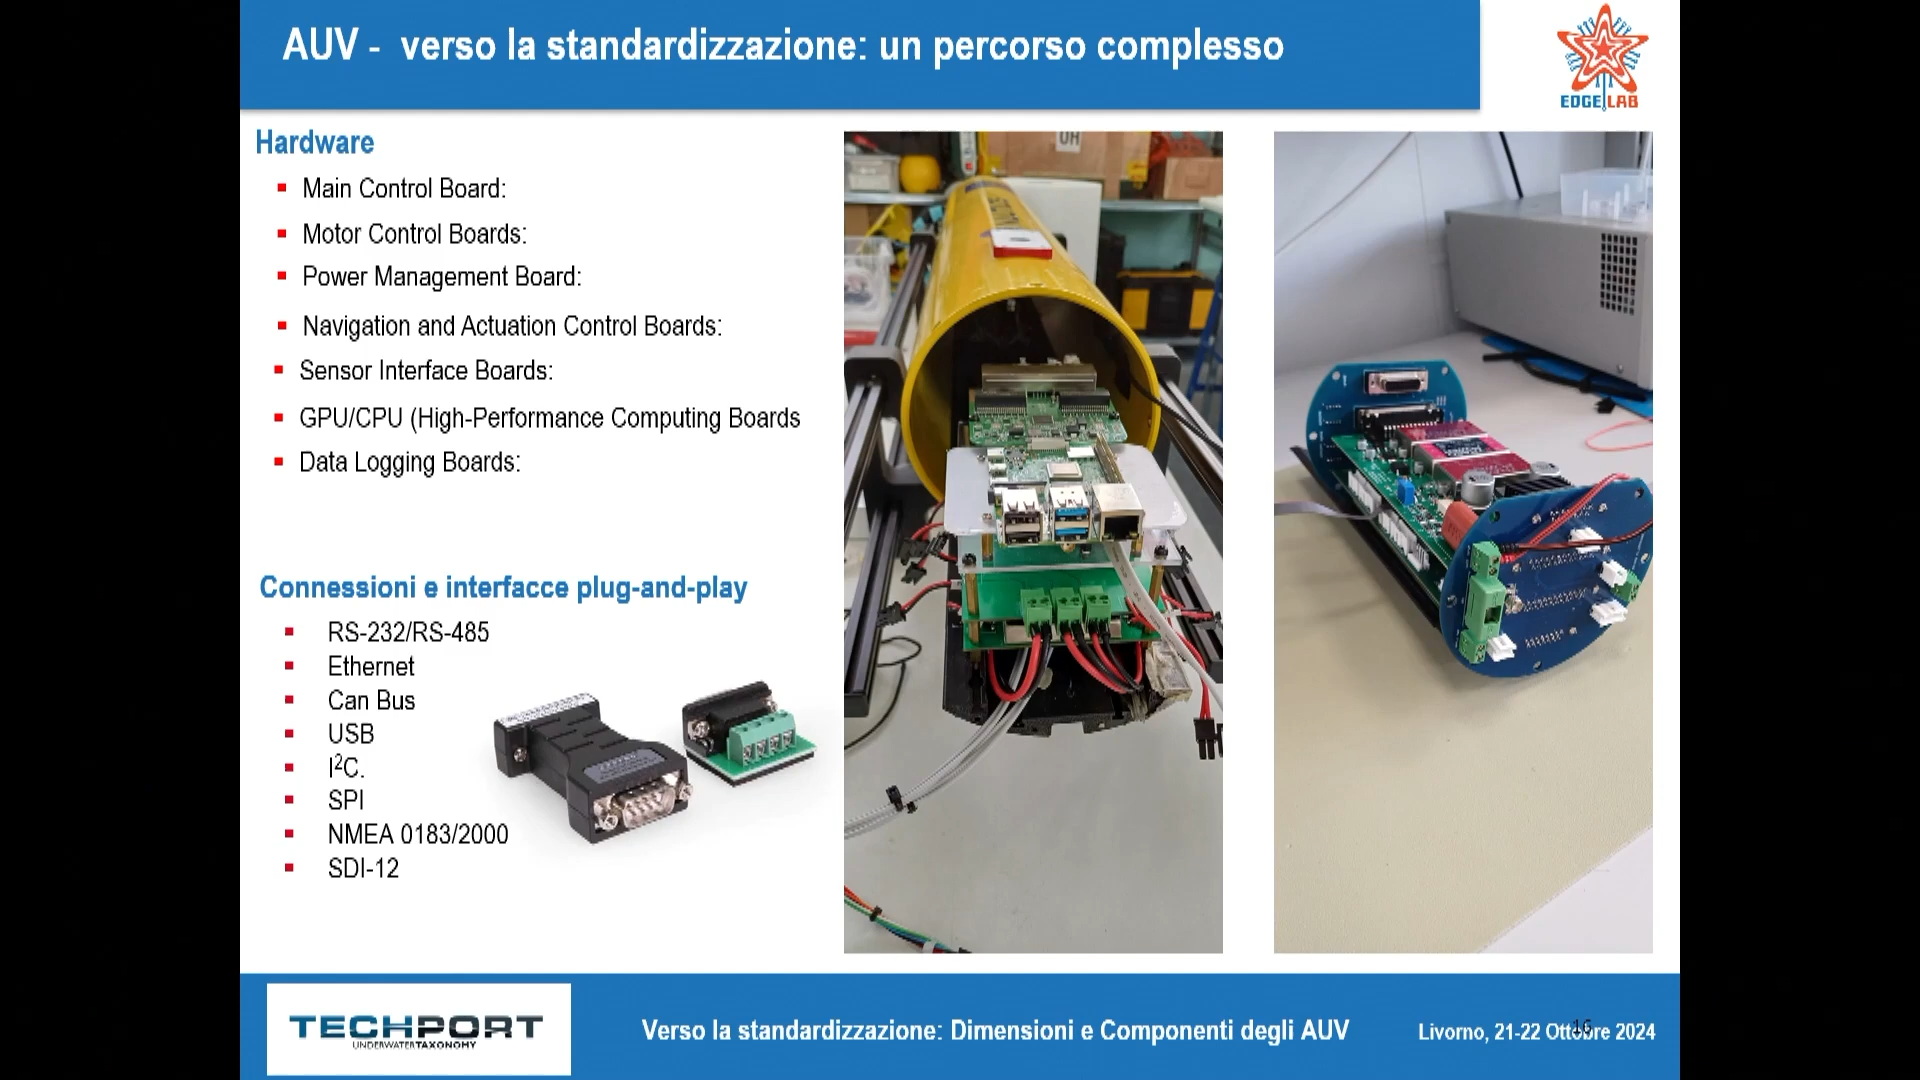 AUV - verso la standardizzazione: un percorso complesso
EDGE LAB
Hardware
Main Control Board:
Motor Control Boards:
Power Management Board:
Navigation and Actuation Control Boards:
Sensor Interface Boards:
GPU/CPU (High-Performance Computing Boards
Data Logging Boards:
Connessioni e interfacce plug-and-play
RS-232/RS-485
Ethernet
Can Bus
USB
I²C.
SPI
NMEA 0183/2000
SDI-12
TECHPORT
UNDERWATERTAXONOMY
Verso la standardizzazione: Dimensioni e Componenti degli AUV
Livorno, 21-22 Ottobre 2024
16